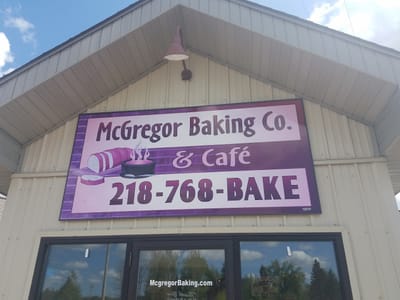 McGregor Baking Co.
& Café
218-768-BAKE
McgregorBaking.com